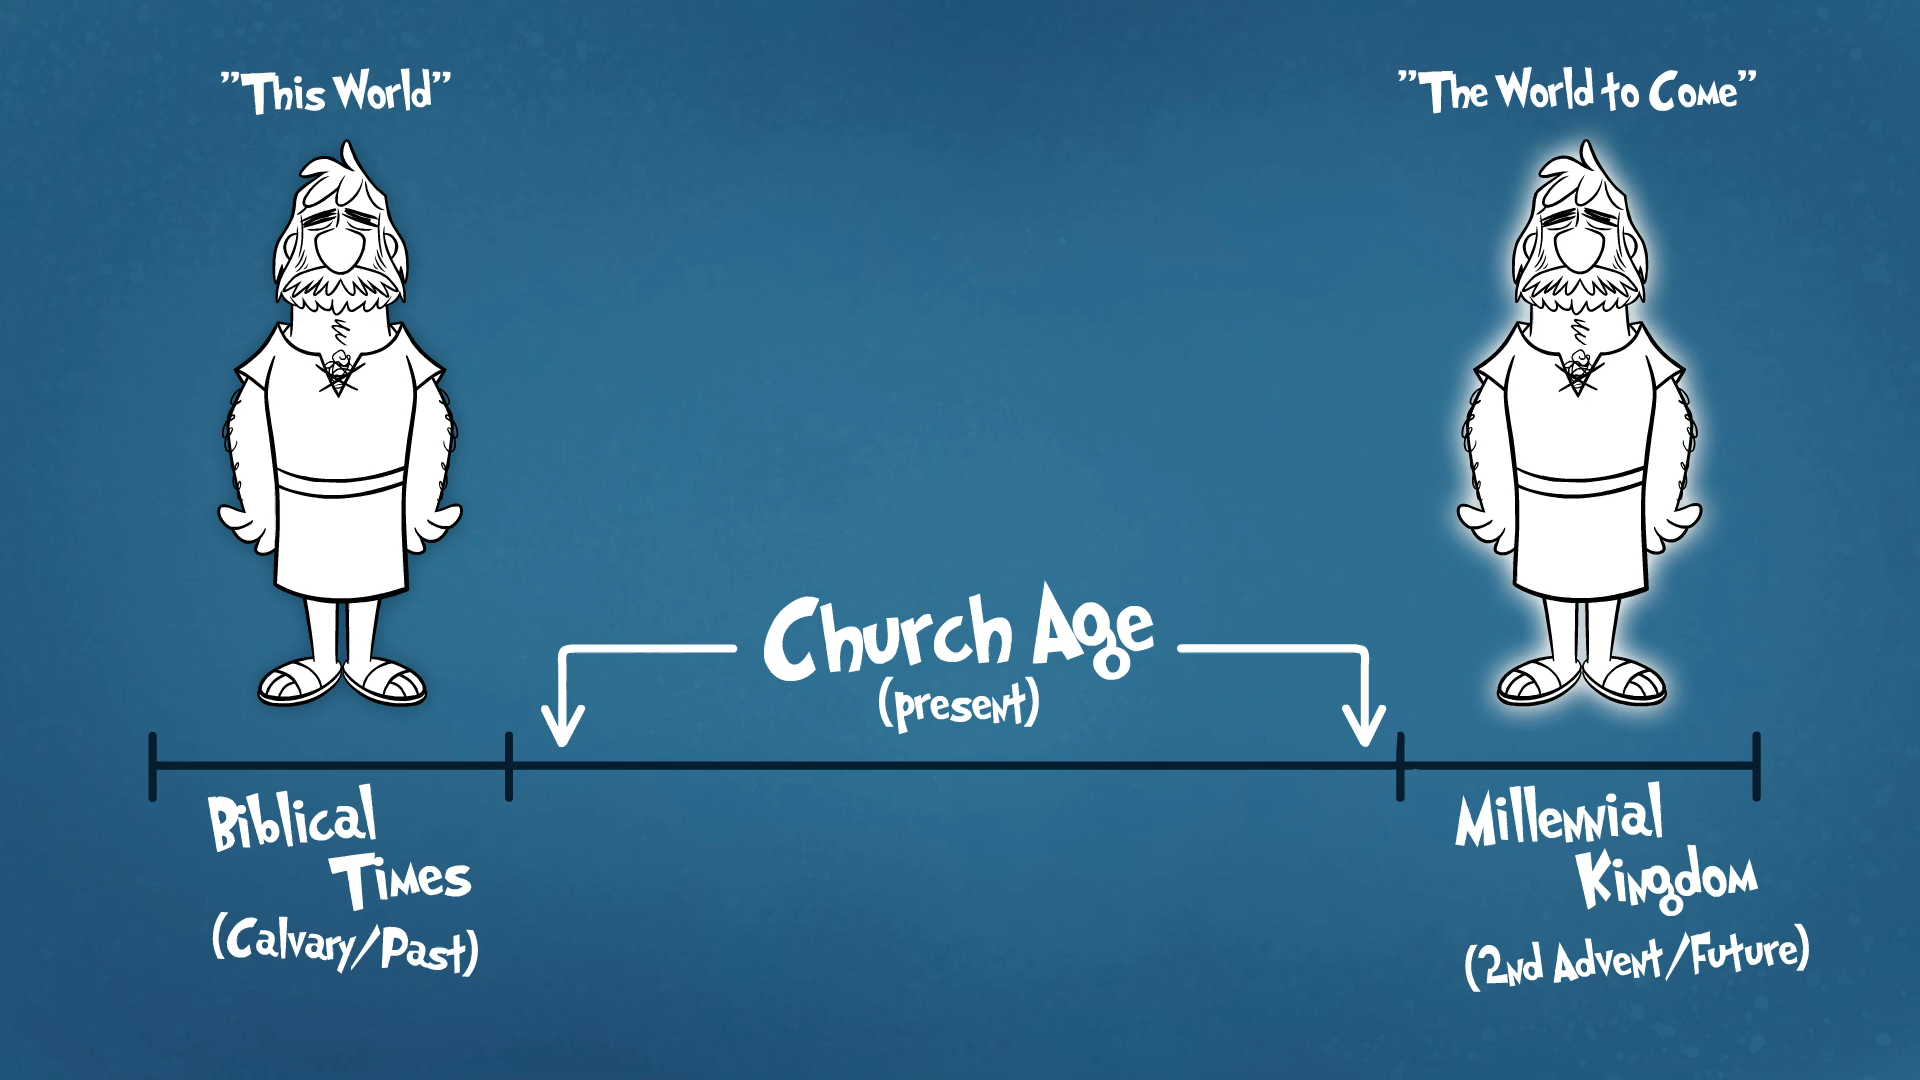 ”This World”
”The World to Come”
Church Age
(present)
Biblical
Times
(Calvary/Past)
Millennial
Kingdom
(2nd Advent/Future)